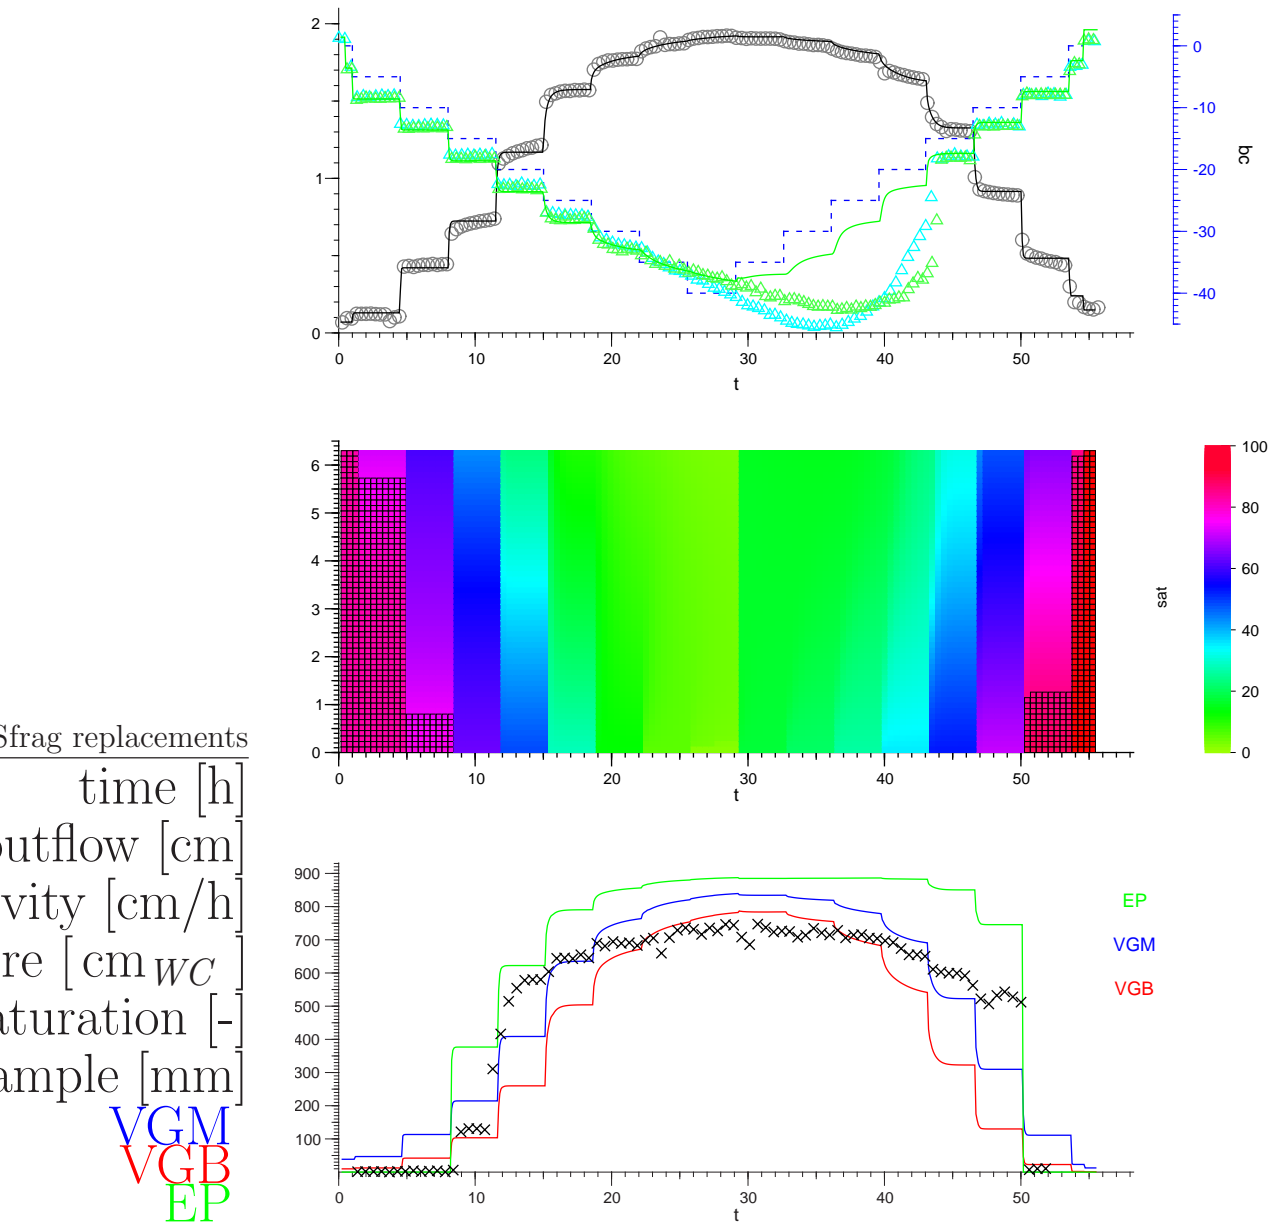 2
1
0
0 10 20 30 40 50
t
0
-10
-20
-30
-40
bc
6
5
4
3
2
1
0
0 10 20 30 40 50
t
100
80
60
40
20
0
sat
Sfrag replacements
time [h]
outflow [cm]
vity [cm/h]
re [ cm WC ]
aturation [-]
ample [mm]
VGM
VGB
EP
900
800
700
600
500
400
300
200
100
0 10 20 30 40 50
t
EP
VGM
VGB